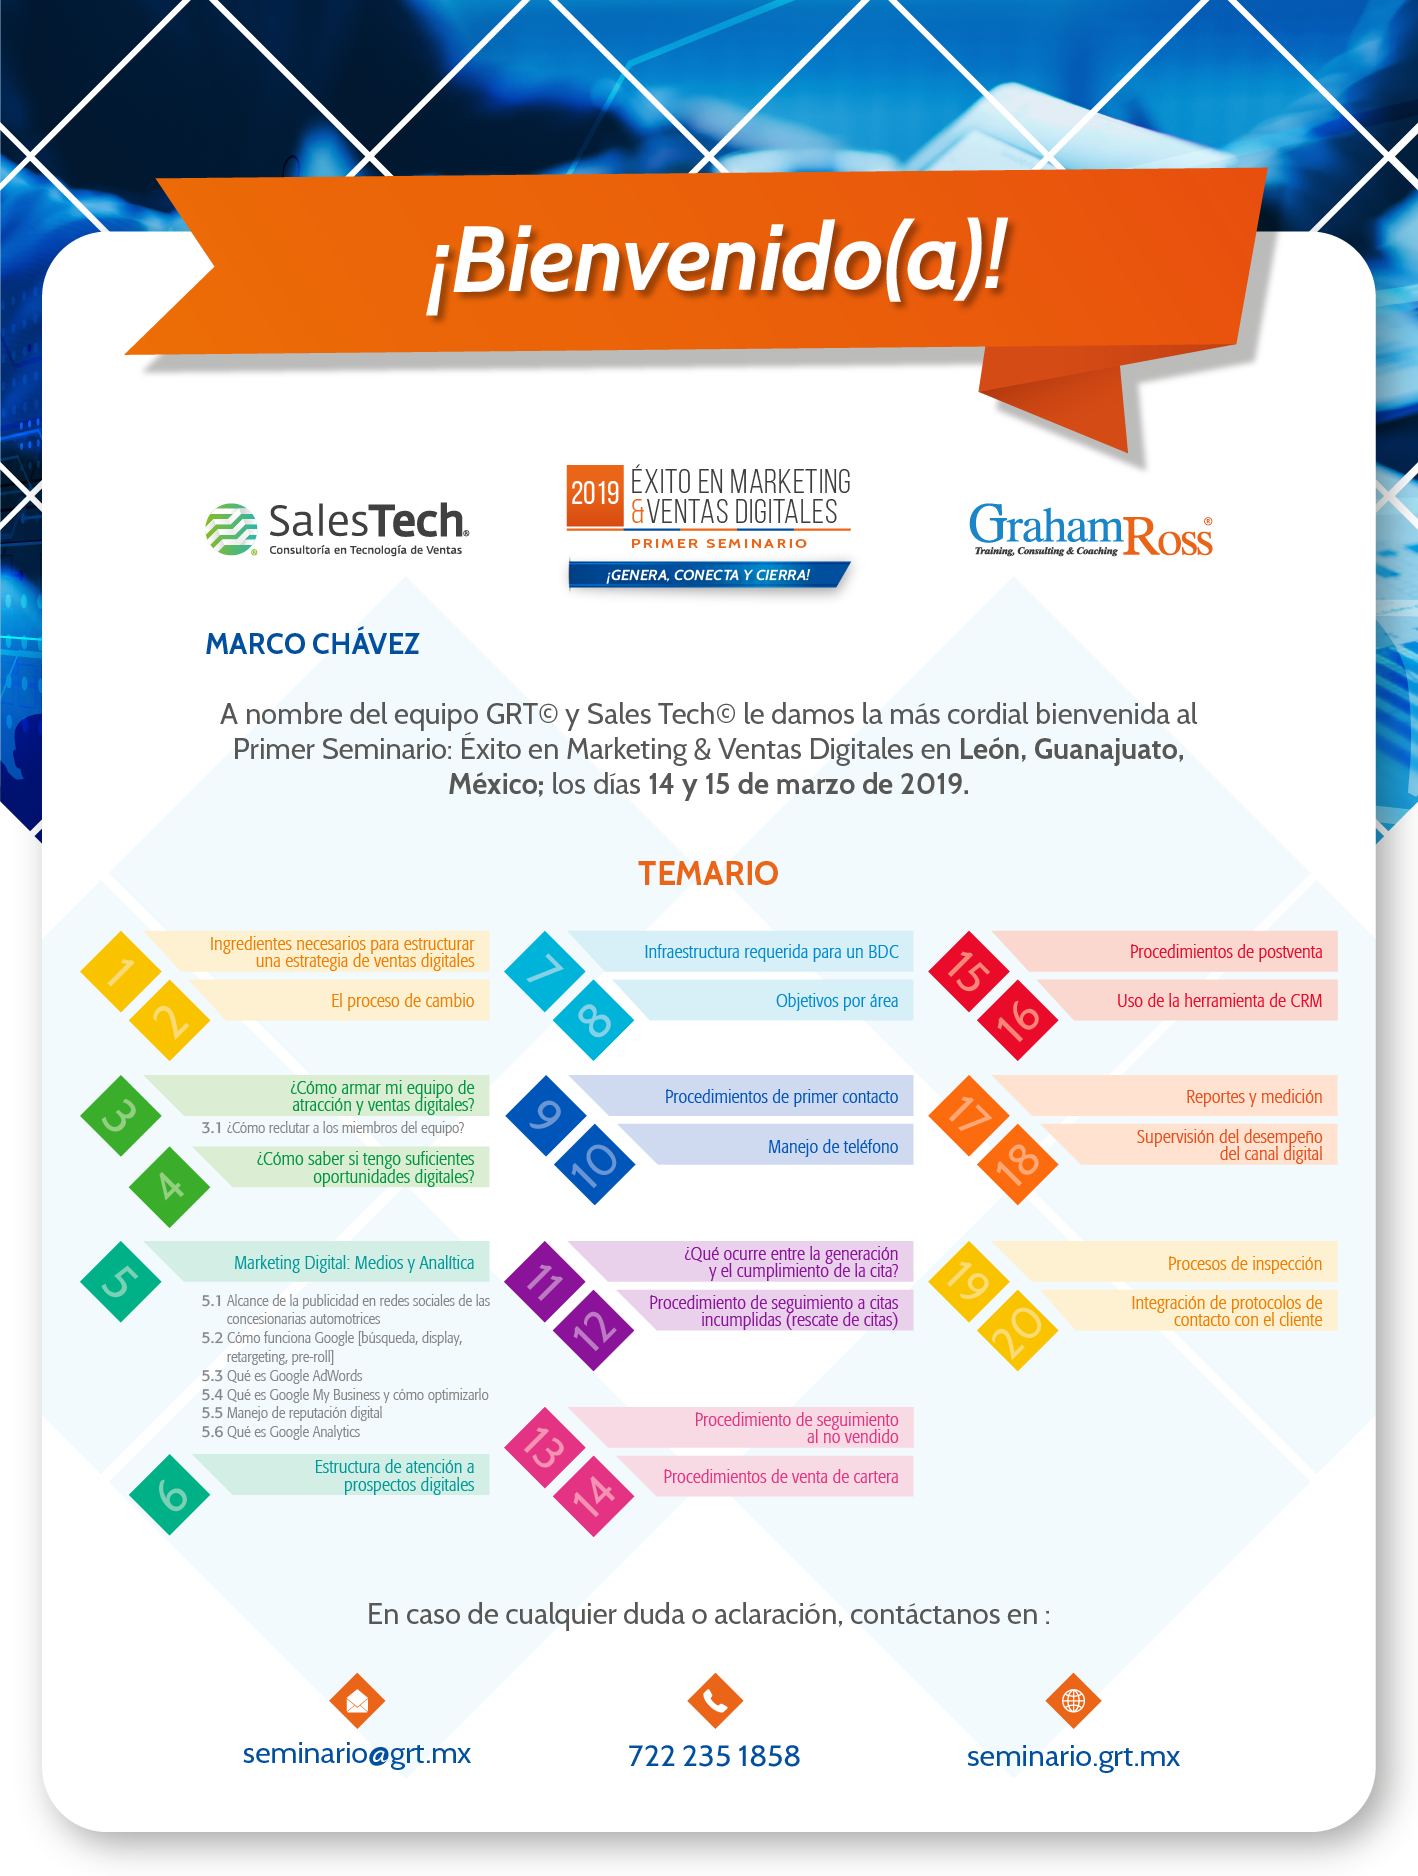 ¡Bienvenido(a)!
SalesTech®
Consultoría en Tecnología de Ventas
2019
ÉXITO EN MARKETING
&VENTAS DIGITALES
PRIMER SEMINARIO
¡GENERA, CONECTA Y CIERRA!
GrahamRoss®
Training, Consulting & Coaching
MARCO CHÁVEZ
A nombre del equipo GRT© y Sales Tech© le damos la más cordial bienvenida al
Primer Seminario: Éxito en Marketing & Ventas Digitales en León, Guanajuato,
México; los días 14 y 15 de marzo de 2019.
TEMARIO
1
Ingredientes necesarios para estructurar
una estrategia de ventas digitales
2
El proceso de cambio
3
¿Cómo armar mi equipo de
atracción y ventas digitales?
3.1 ¿Cómo reclutar a los miembros del equipo?
4
¿Cómo saber si tengo suficientes
oportunidades digitales?
5
Marketing Digital: Medios y Analítica
5.1 Alcance de la publicidad en redes sociales de las
concesionarias automotrices
5.2 Cómo funciona Google [búsqueda, display,
retargeting, pre-roll]
5.3 Qué es Google AdWords
5.4 Qué es Google My Business y cómo optimizarlo
5.5 Manejo de reputación digital
5.6 Qué es Google Analytics
6
Estructura de atención a
prospectos digitales
7
Infraestructura requerida para un BDC
8
Objetivos por área
9
Procedimientos de primer contacto
10
Manejo de teléfono
11
¿Qué ocurre entre la generación
y el cumplimiento de la cita?
12
Procedimiento de seguimiento a citas
incumplidas (rescate de citas)
13
Procedimiento de seguimiento
al no vendido
14
Procedimientos de venta de cartera
15
Procedimientos de postventa
16
Uso de la herramienta de CRM
17
Reportes y medición
18
Supervisión del desempeño
del canal digital
19
Procesos de inspección
20
Integración de protocolos de
contacto con el cliente
En caso de cualquier duda o aclaración, contáctanos en :
seminario@grt.mx
722 235 1858
seminario.grt.mx